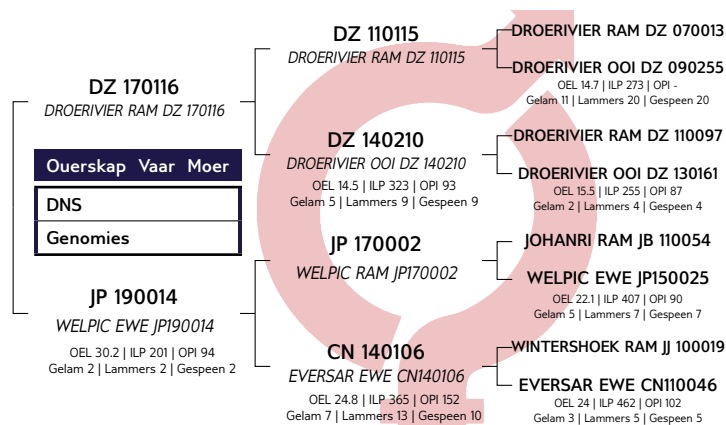 DZ 170116
DROERIVIER RAM DZ 170116
Ouerskap Vaar Moer
DNS
Genomies
JP 190014
WELPIC EWE JP190014
OEL 30.2 | ILP 201 | OPI 94
Gelam 2 | Lammers 2 | Gespeen 2
DZ 110115
DROERIVIER RAM DZ 110115
DZ 140210
DROERIVIER OOI DZ 140210
OEL 14.5 | ILP 323 | OPI 93
Gelam 5 | Lammers 9 | Gespeen 9
JP 170002
WELPIC RAM JP170002
CN 140106
EVERSAR EWE CN140106
OEL 24.8 | ILP 365 | OPI 152
Gelam 7 | Lammers 13 | Gespeen 10
DROERIVIER RAM DZ 070013
DROERIVIER OOI DZ 090255
OEL 14.7 | ILP 273 | OPI -
Gelam 11 | Lammers 20 | Gespeen 20
DROERIVIER RAM DZ 110097
DROERIVIER OOI DZ 130161
OEL 15.5 | ILP 255 | OPI 87
Gelam 2 | Lammers 4 | Gespeen 4
JOHANRI RAM JB 110054
WELPIC EWE JP150025
OEL 22.1 | ILP 407 | OPI 90
Gelam 5 | Lammers 7 | Gespeen 7
WINTERSHOEK RAM JJ 100019
EVERSAR EWE CN110046
OEL 24 | ILP 462 | OPI 102
Gelam 3 | Lammers 5 | Gespeen 5